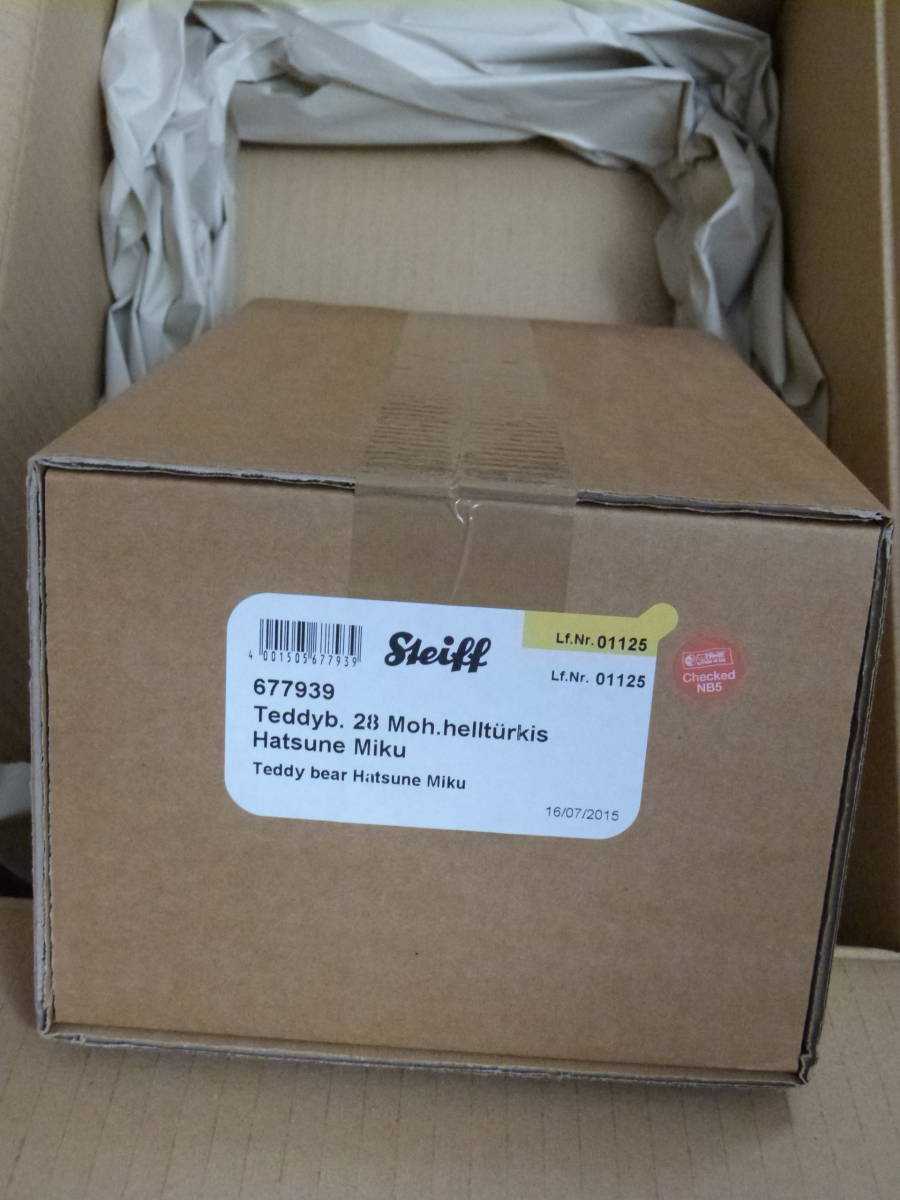 4 001505 677939
Steiff
Lf.Nr. 01125
Lf.Nr. 01125
677939
Teddyb. 28 Moh.helltürkis
Hatsune Miku
Teddy bear Hatsune Miku
16/07/2015
Checked
NB5